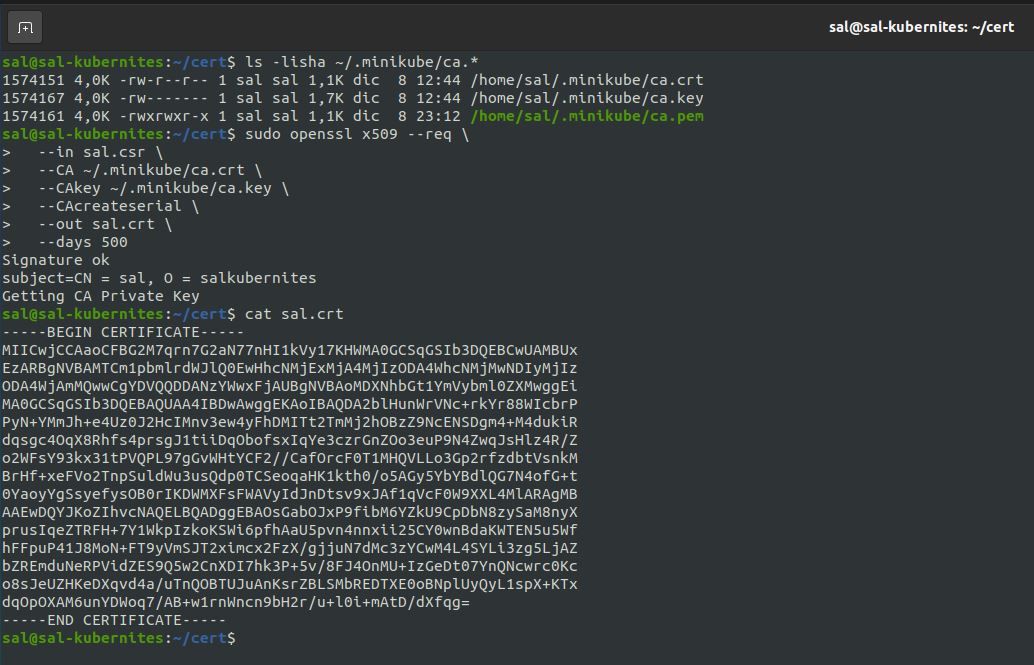 sal@sal-kubernites: ~/cert
sal@sal-kubernites:~/cert$ ls -lisha ~/.minikube/ca.*
1574151 4,0K -rw-r--r-- 1 sal sal 1,1K dic  8 12:44 /home/sal/.minikube/ca.crt
1574167 4,0K -rw------- 1 sal sal 1,7K dic  8 12:44 /home/sal/.minikube/ca.key
1574161 4,0K -rwxrwxr-x 1 sal sal 1,1K dic  8 23:12 /home/sal/.minikube/ca.pem
sal@sal-kubernites:~/cert$ sudo openssl x509 --req \
>   --in sal.csr \
>   --CA ~/.minikube/ca.crt \
>   --CAkey ~/.minikube/ca.key \
>   --CAcreateserial \
>   --out sal.crt \
>   --days 500
Signature ok
subject=CN = sal, O = salkubernites
Getting CA Private Key
sal@sal-kubernites:~/cert$ cat sal.crt
-----BEGIN CERTIFICATE-----
MIICwjCCAaoCFBG2M7qrn7G2aN77nHI1kVy17KHWMA0GCSqGSIb3DQEBCwUAMBUx
EzARBgNVBAMTCm1pbmlrdWJlQ0EwHhcNMjExMjA4MjIzODA4WhcNMjMwNDIyMjIz
ODA4WjAmMQwwCgYDVQQDDANzYWwxFjAUBgNVBAoMDXNhbGt1YmVybml0ZXMwggEi
MA0GCSqGSIb3DQEBAQUAA4IBDwAwggEKAoIBAQDA2blHunWrVNc+rkYr88WIcbrP
PyN+YMmJh+e4Uz0J2HcIMnv3ew4yFhDMITt2TmMj2hOBzZ9NcENSDgm4+M4dukiR
dqsgc4OqX8Rhfs4prsgJ1tiiDqObofsxIqYe3czrGnZOo3euP9N4ZwqJsHlz4R/Z
o2WFsY93kx31tPVQPL97gGvWHtYCF2//CafOrcF0T1MHQVLLo3Gp2rfzdbtVsnkM
BrHf+xeFVo2TnpSuldWu3usQdp0TCSeoqaHK1kth0/o5AGy5YbYBdlQG7N4ofG+t
0YaoyYgSsyefysOB0rIKDWMXFsFWAVyIdJnDtsv9xJAf1qVcF0W9XXL4MlARAgMB
AAEwDQYJKoZIhvcNAQELBQADggEBAOsGabOJxP9fibM6YZkU9CpDbN8zySaM8nyX
prusIqeZTRFH+7Y1WkpIzkoKSWi6pfhAaU5pvn4nnxii25CY0wnBdaKWTEN5u5Wf
hFFpuP41J8MoN+FT9yVmSJT2ximcx2FzX/gjjuN7dMc3zYCwM4L4SYLi3zg5LjAZ
bZREmduNeRPVidZES9Q5w2CnXDI7hk3P+5v/8FJ4OnMU+IzGeDt07YnQNcwrc0Kc
o8sJeUZHKeDXqvd4a/uTnQOBTUJuAnKsrZBLSMbREDTXE0oBNplUyQyL1spX+KTx
dqOpOXAM6unYDWoq7/AB+w1rnWncn9bH2r/u+l0i+mAtD/dXfqg=
-----END CERTIFICATE-----
sal@sal-kubernites:~/cert$